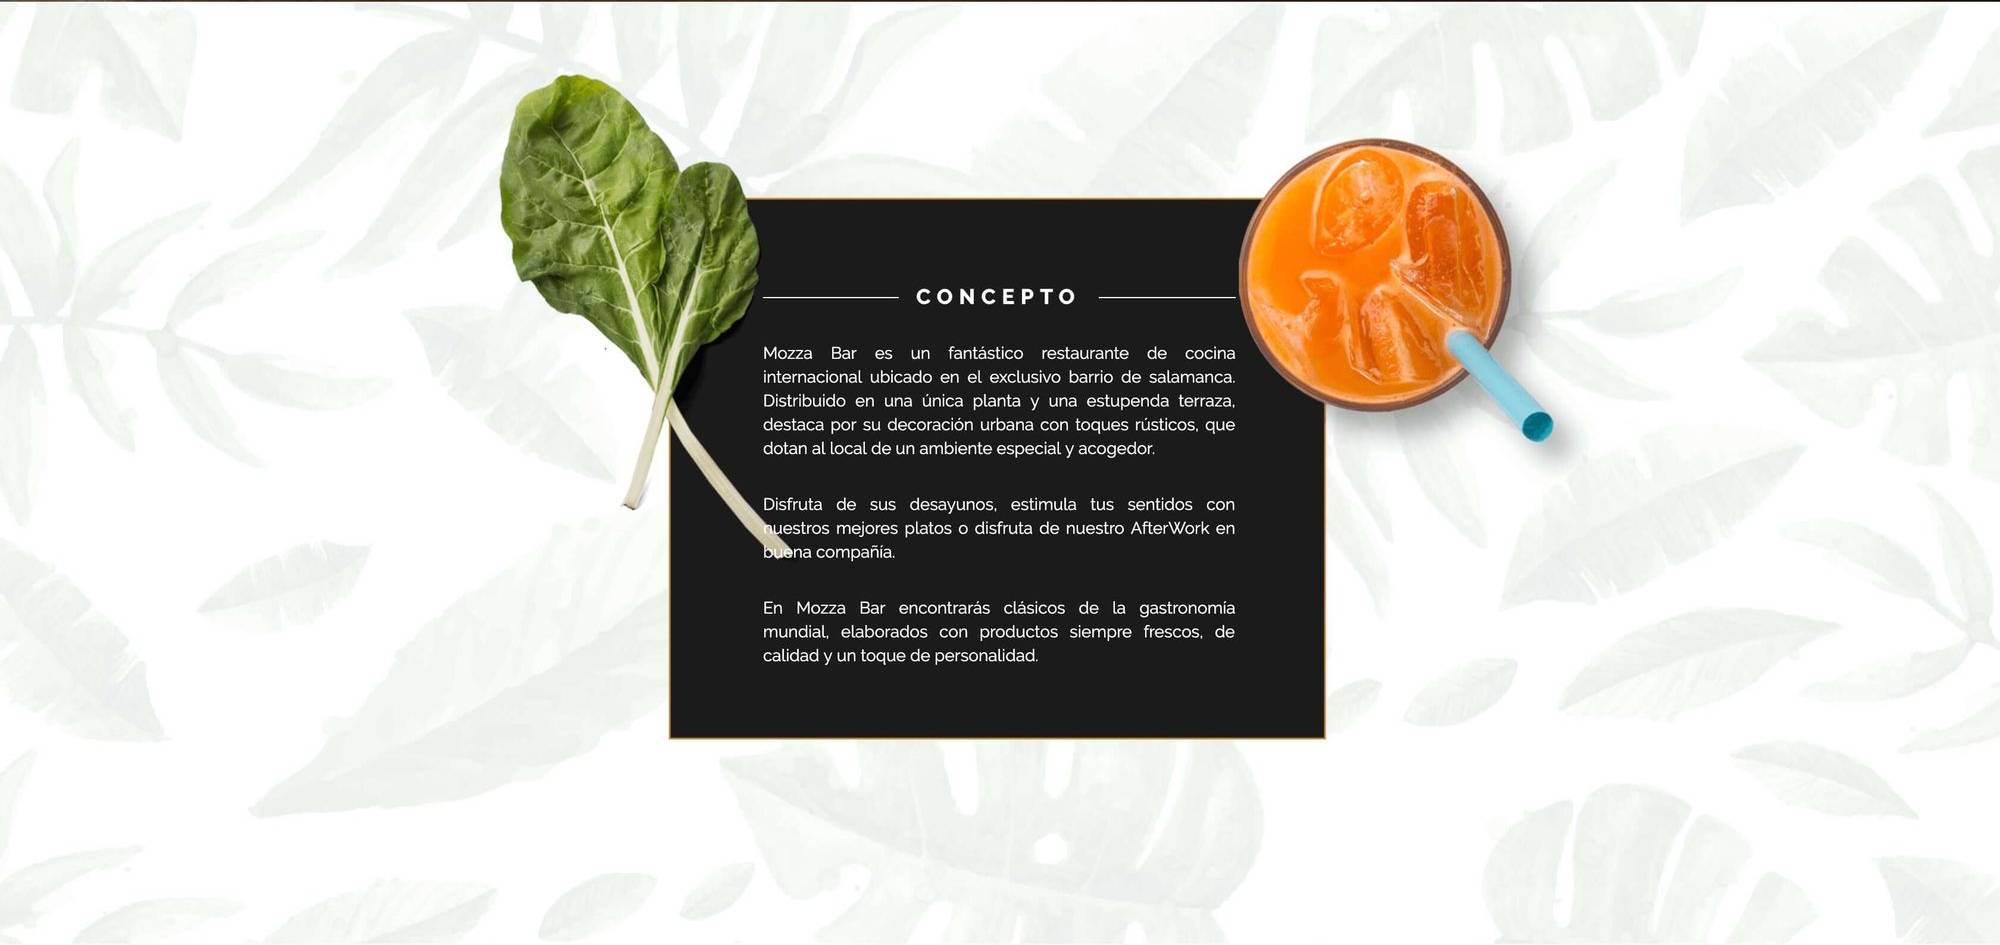 CONCEPTO
Mozza Bar es un fantástico restaurante de cocina
internacional ubicado en el exclusivo barrio de salamanca.
Distribuido en una única planta y una estupenda terraza,
destaca por su decoración urbana con toques rústicos, que
dotan al local de un ambiente especial y acogedor.
Disfruta de sus desayunos, estimula tus sentidos con
nuestros mejores platos o disfruta de nuestro AfterWork en
buena compañía.
En Mozza Bar encontrarás clásicos de la gastronomía
mundial, elaborados con productos siempre frescos, de
calidad y un toque de personalidad.